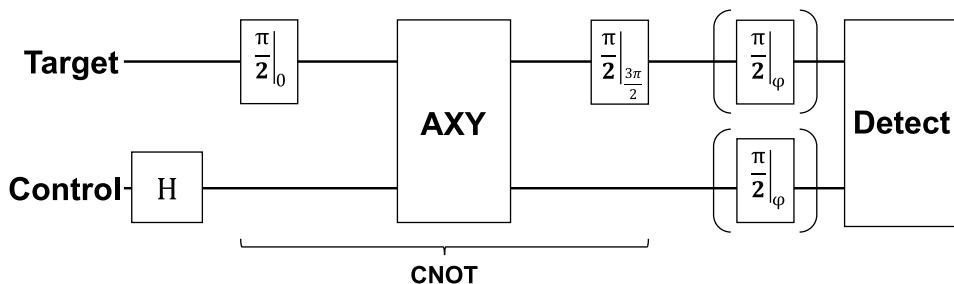 Target
π/2|0
AXY
π/2|3π/2
(π/2|φ)
Detect
Control
H
(π/2|φ)
CNOT